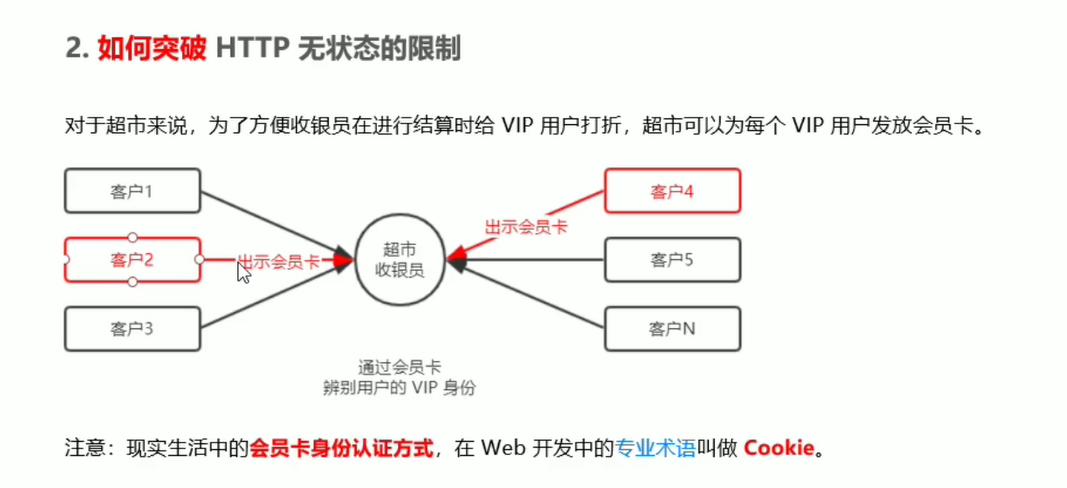 2. 如何突破 HTTP 无状态的限制
对于超市来说，为了方便收银员在进行结算时给 VIP 用户打折，超市可以为每个 VIP 用户发放会员卡。
客户1
客户2
客户3
出示会员卡
超市
收银员
出示会员卡
客户4
客户5
客户N
通过会员卡
辨别用户的 VIP 身份
注意：现实生活中的会员卡身份认证方式，在 Web 开发中的专业术语叫做 Cookie。